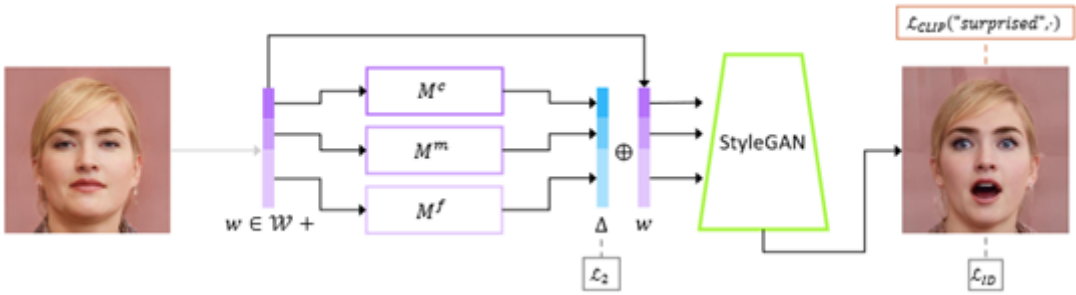 ℒ_CLIP("surprised",·)
M^c
M^m
StyleGAN
⊕
M^f
w ∈ 𝒲 +
Δ
w
ℒ_2
ℒ_ID